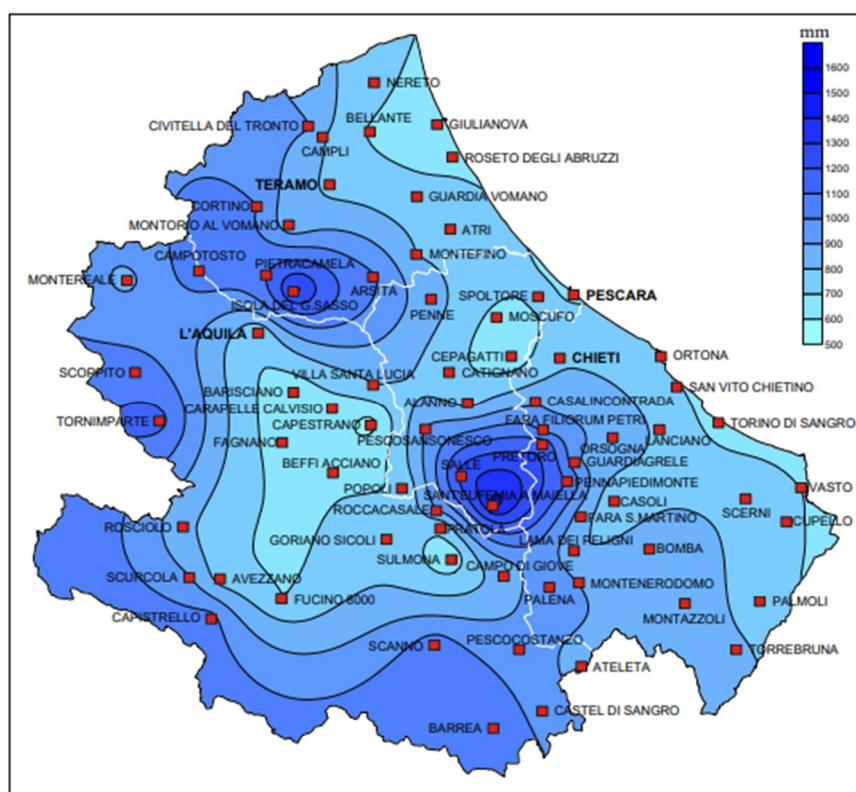 mm
1600
1500
1400
1300
1200
1100
1000
900
800
700
600
500
NERETO
CIVITELLA DEL TRONTO
BELLANTE
GIULIANOVA
CAMPLI
ROSETO DEGLI ABRUZZI
TERAMO
CORTINO
GUARDIA VOMANO
MONTORIO AL VOMANO
ATRI
MONTEFINO
CAMPOTOSTO
PIETRACAMELA
MONTEREALE
ARSITA
ISOLA DEL G.SASSO
PENNE
SPOLTORE
PESCARA
MOSCUFO
L'AQUILA
CEPAGATTI
CHIETI
ORTONA
SCOPPITO
VILLA SANTA LUCIA
CATIGNANO
SAN VITO CHIETINO
BARISCIANO
CARAPELLE CALVISIO
ALANNO
CASALINCONTRADA
TORNIMPARTE
CAPESTRANO
FARA FILIORUM PETRI
TORINO DI SANGRO
FAGNANO
PESCOSANSONESCO
PRETORO
ORSOGNA
LANCIANO
BEFFI ACCIANO
SALLE
GUARDIAGRELE
POPOLI
SANT'EUFEMIA A MAIELLA
PENNAPIEDIMONTE
VASTO
ROCCACASALE
CASOLI
SCERNI
ROSCIOLO
PRATOLA
FARA S.MARTINO
CUPELLO
GORIANO SICOLI
LAMA DEI PELIGNI
BOMBA
SULMONA
SCURCOLA
AVEZZANO
CAMPO DI GIOVE
MONTENERODOMO
FUCINO 8000
PALENA
PALMOLI
CAPISTRELLO
MONTAZZOLI
SCANNO
PESCOCOSTANZO
TORREBRUNA
ATELETA
CASTEL DI SANGRO
BARREA